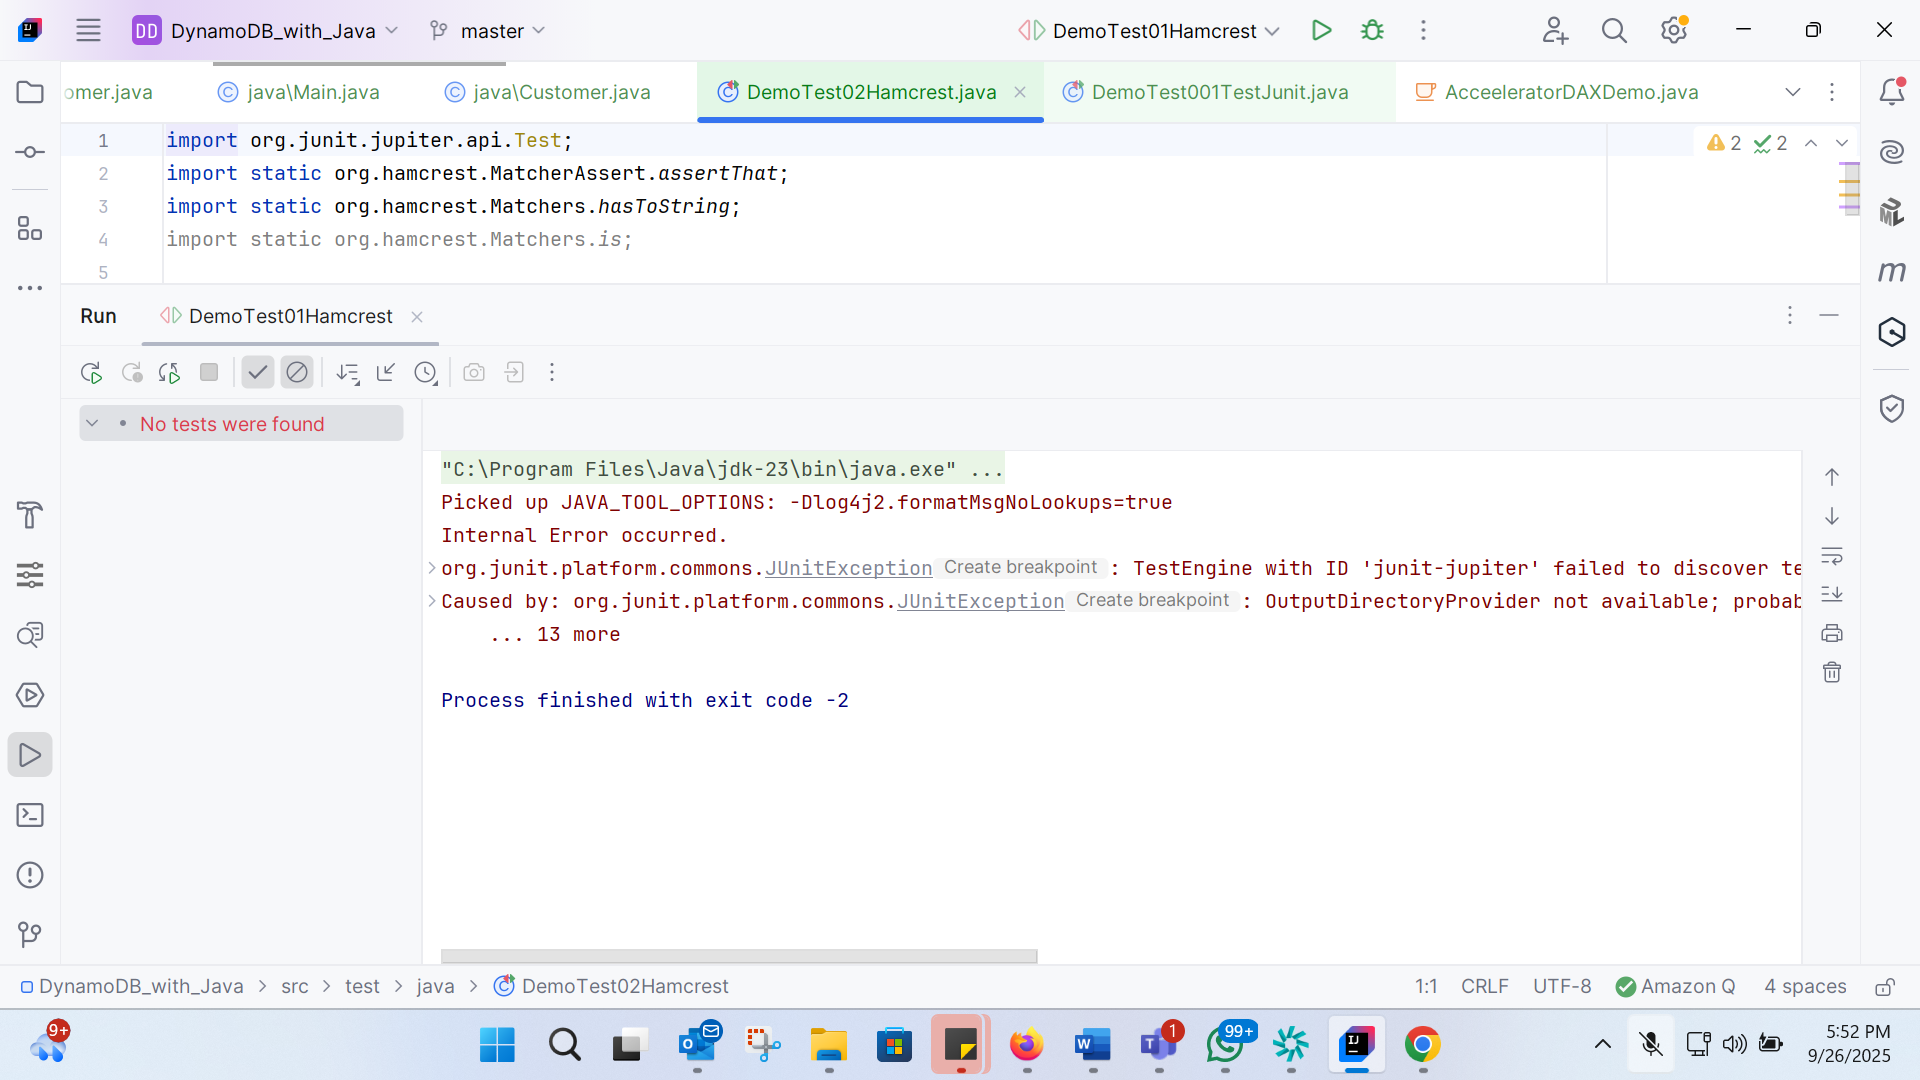 DD DynamoDB_with_Java master DemoTest01Hamcrest
omer.java java\Main.java java\Customer.java DemoTest02Hamcrest.java DemoTest001TestJunit.java AcceeleratorDAXDemo.java
1 import org.junit.jupiter.api.Test; 2 2
2 import static org.hamcrest.MatcherAssert.assertThat;
3 import static org.hamcrest.Matchers.hasToString;
4 import static org.hamcrest.Matchers.is;
5
Run DemoTest01Hamcrest
No tests were found
"C:\Program Files\Java\jdk-23\bin\java.exe" ...
Picked up JAVA_TOOL_OPTIONS: -Dlog4j2.formatMsgNoLookups=true
Internal Error occurred.
org.junit.platform.commons.JUnitException Create breakpoint : TestEngine with ID 'junit-jupiter' failed to discover te
Caused by: org.junit.platform.commons.JUnitException Create breakpoint : OutputDirectoryProvider not available; probab
... 13 more
Process finished with exit code -2
DynamoDB_with_Java > src > test > java > DemoTest02Hamcrest 1:1 CRLF UTF-8 Amazon Q 4 spaces
9+ 1 99+ 5:52 PM
9/26/2025